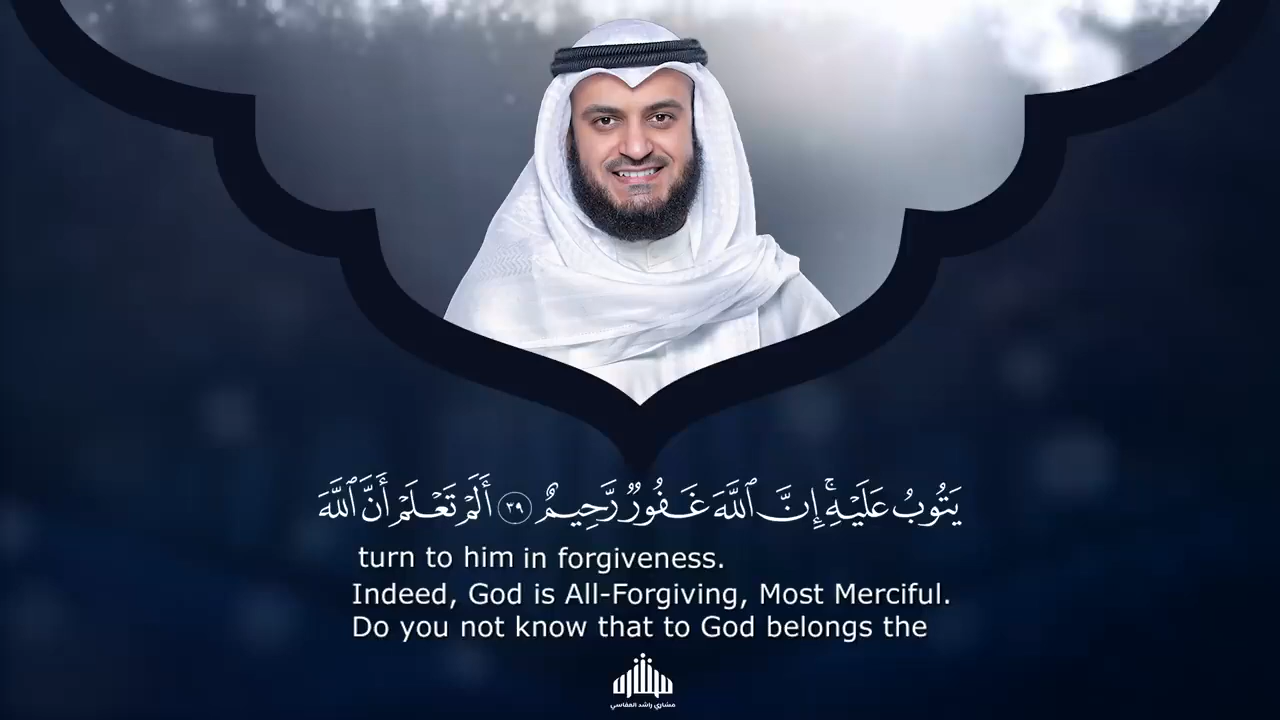 يَتُوبُ عَلَيْهِۚ إِنَّ ٱللَّهَ غَفُورٌ رَّحِيمٌ ٣٩ أَلَمْ تَعْلَمْ أَنَّ ٱللَّهَ
turn to him in forgiveness.
Indeed, God is All-Forgiving, Most Merciful.
Do you not know that to God belongs the
مشاري راشد العفاسي